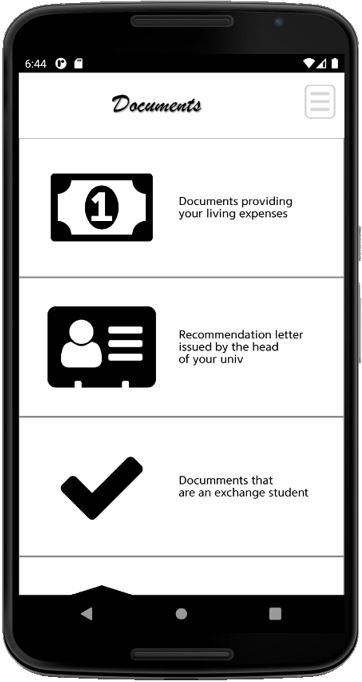 6:44
Documents
1
Documents providing
your living expenses
Recommendation letter
issued by the head
of your univ
Documments that
are an exchange student